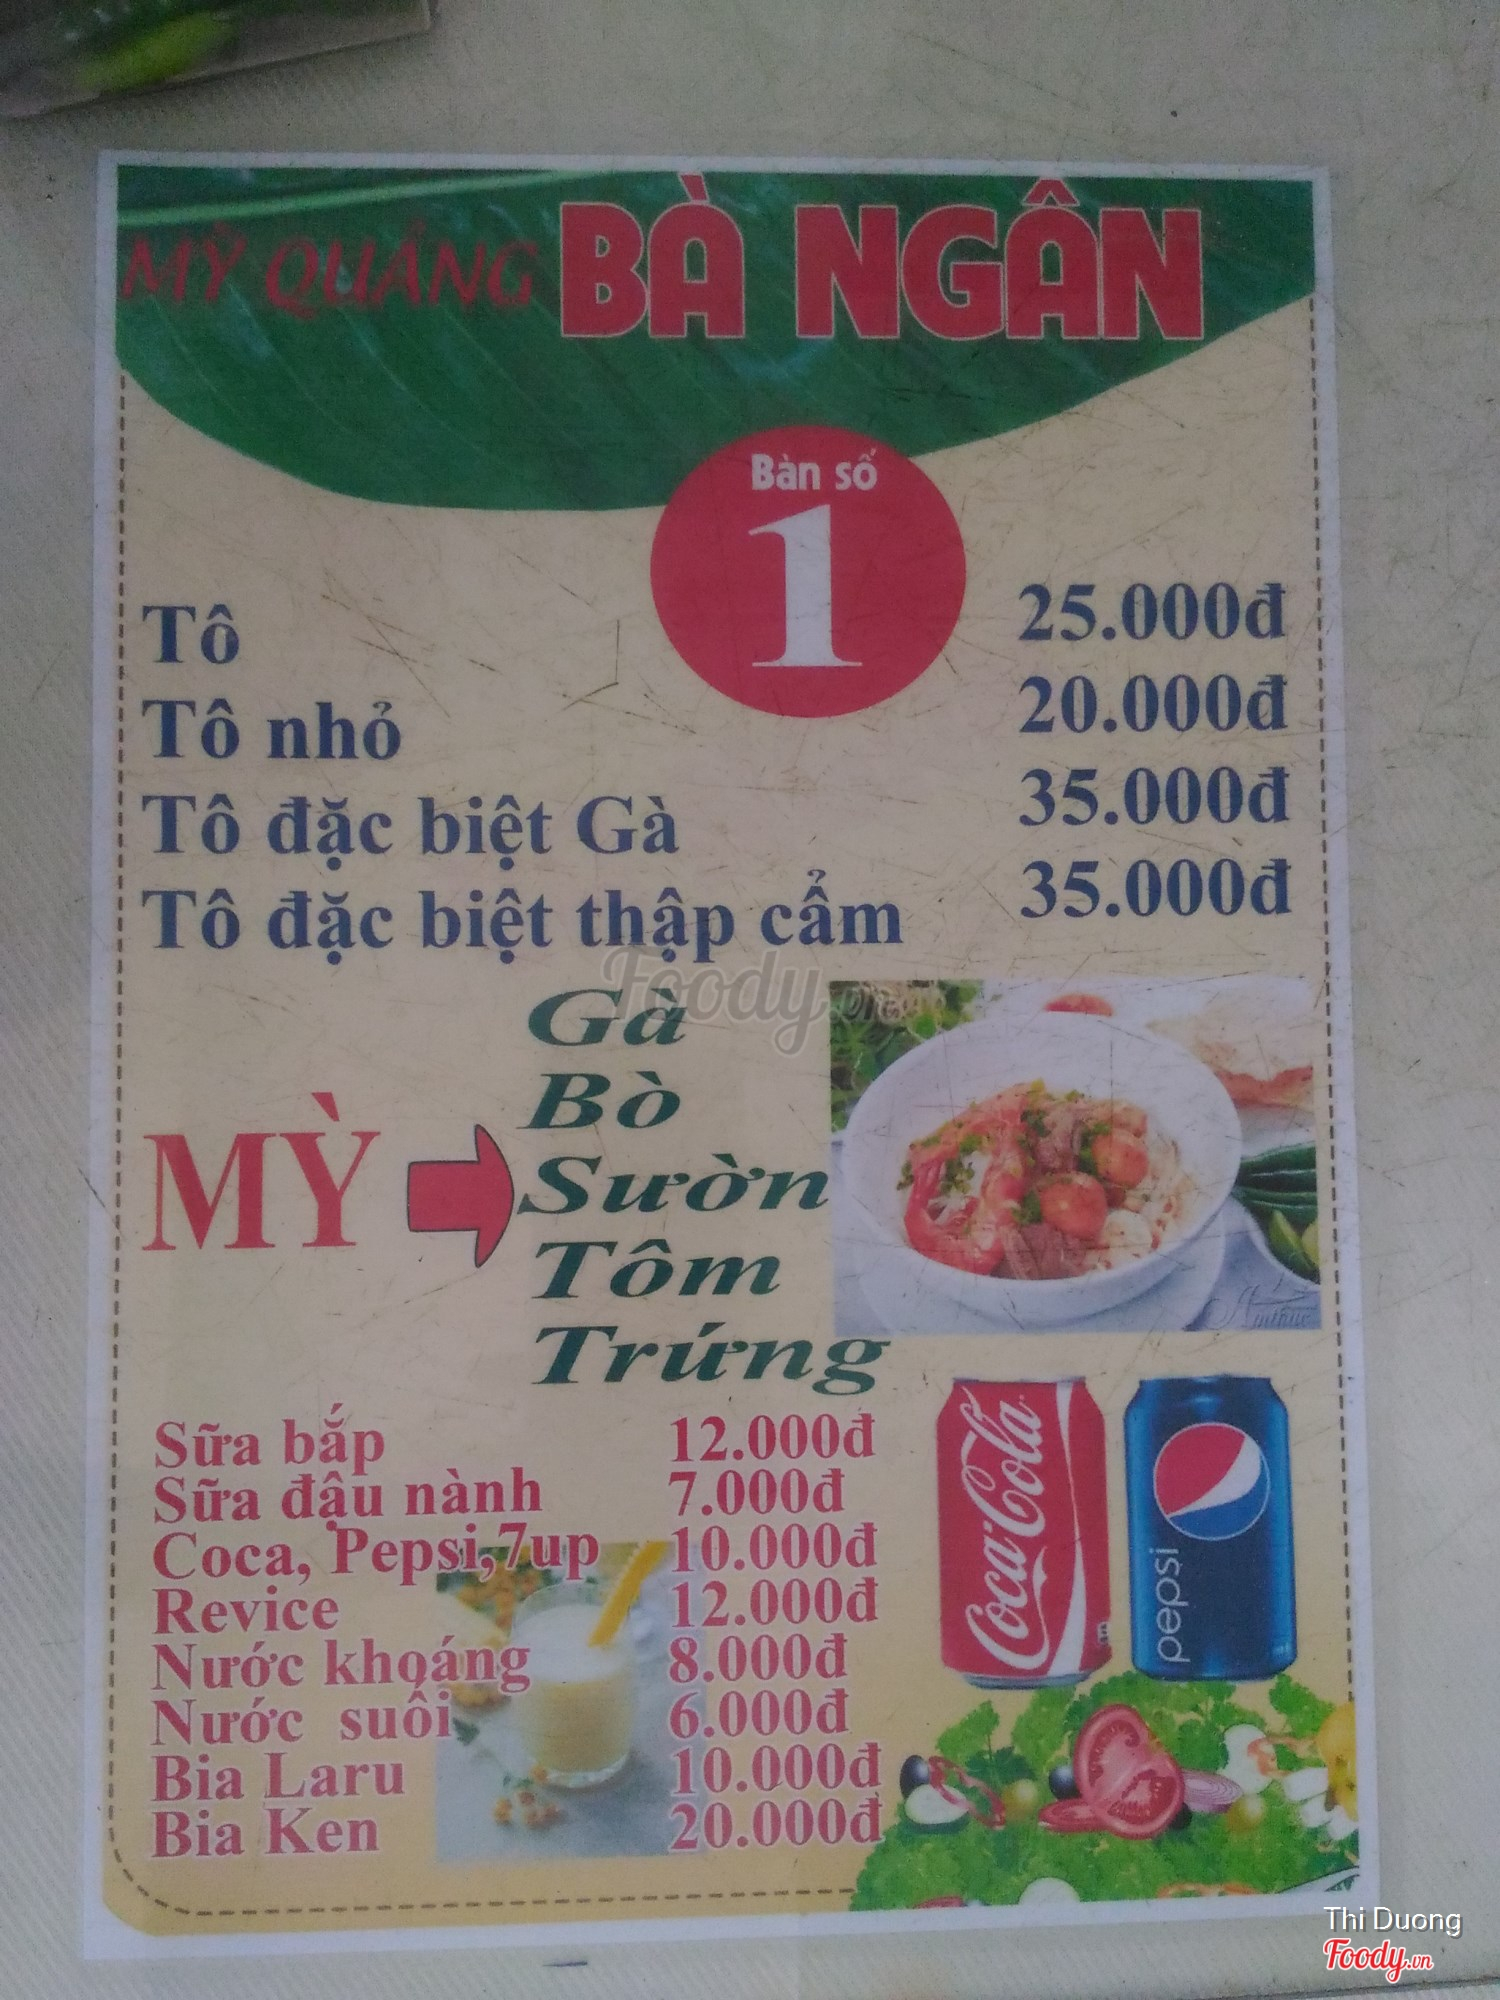 MỲ QUẢNG BÀ NGÂN
Bàn số
1
Tô 25.000đ
Tô nhỏ 20.000đ
Tô đặc biệt Gà 35.000đ
Tô đặc biệt thập cẩm 35.000đ
Foody.vn
MỲ
Gà
Bò
Sườn
Tôm
Trứng
Sữa bắp 12.000đ
Sữa đậu nành 7.000đ
Coca, Pepsi,7up 10.000đ
Revice 12.000đ
Nước khoáng 8.000đ
Nước suối 6.000đ
Bia Laru 10.000đ
Bia Ken 20.000đ
Coca-Cola
pepsi
Thi Duong
Foody.vn